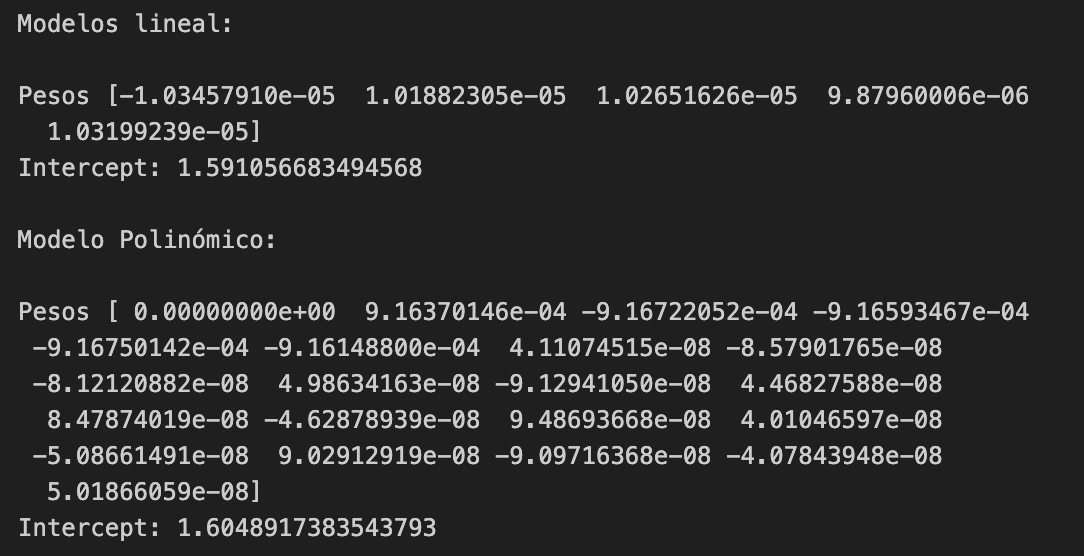 Modelos lineal:
Pesos [-1.03457910e-05  1.01882305e-05  1.02651626e-05  9.87960006e-06
  1.03199239e-05]
Intercept: 1.591056683494568
Modelo Polinómico:
Pesos [ 0.00000000e+00  9.16370146e-04 -9.16722052e-04 -9.16593467e-04
 -9.16750142e-04 -9.16148800e-04  4.11074515e-08 -8.57901765e-08
 -8.12120882e-08  4.98634163e-08 -9.12941050e-08  4.46827588e-08
  8.47874019e-08 -4.62878939e-08  9.48693668e-08  4.01046597e-08
 -5.08661491e-08  9.02912919e-08 -9.09716368e-08 -4.07843948e-08
  5.01866059e-08]
Intercept: 1.6048917383543793